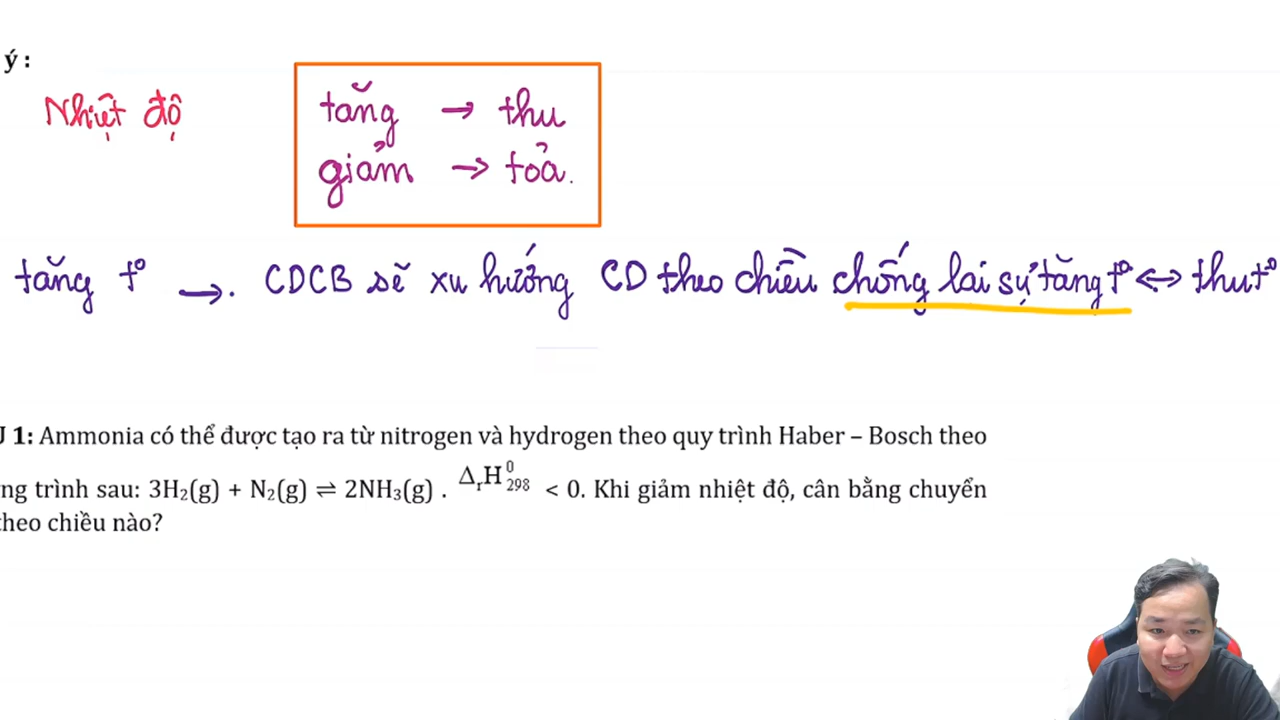 ý :
Nhiệt độ
tăng → thu
giảm → tỏa.
tăng t° →. CDCB sẽ xu hướng CD theo chiều chống lại sự tăng t° ⇔ thu t°
Ụ 1: Ammonia có thể được tạo ra từ nitrogen và hydrogen theo quy trình Haber – Bosch theo
ng trình sau: 3H₂(g) + N₂(g) ⇌ 2NH₃(g) . ΔᵣH⁰₂₉₈ < 0. Khi giảm nhiệt độ, cân bằng chuyển
theo chiều nào?